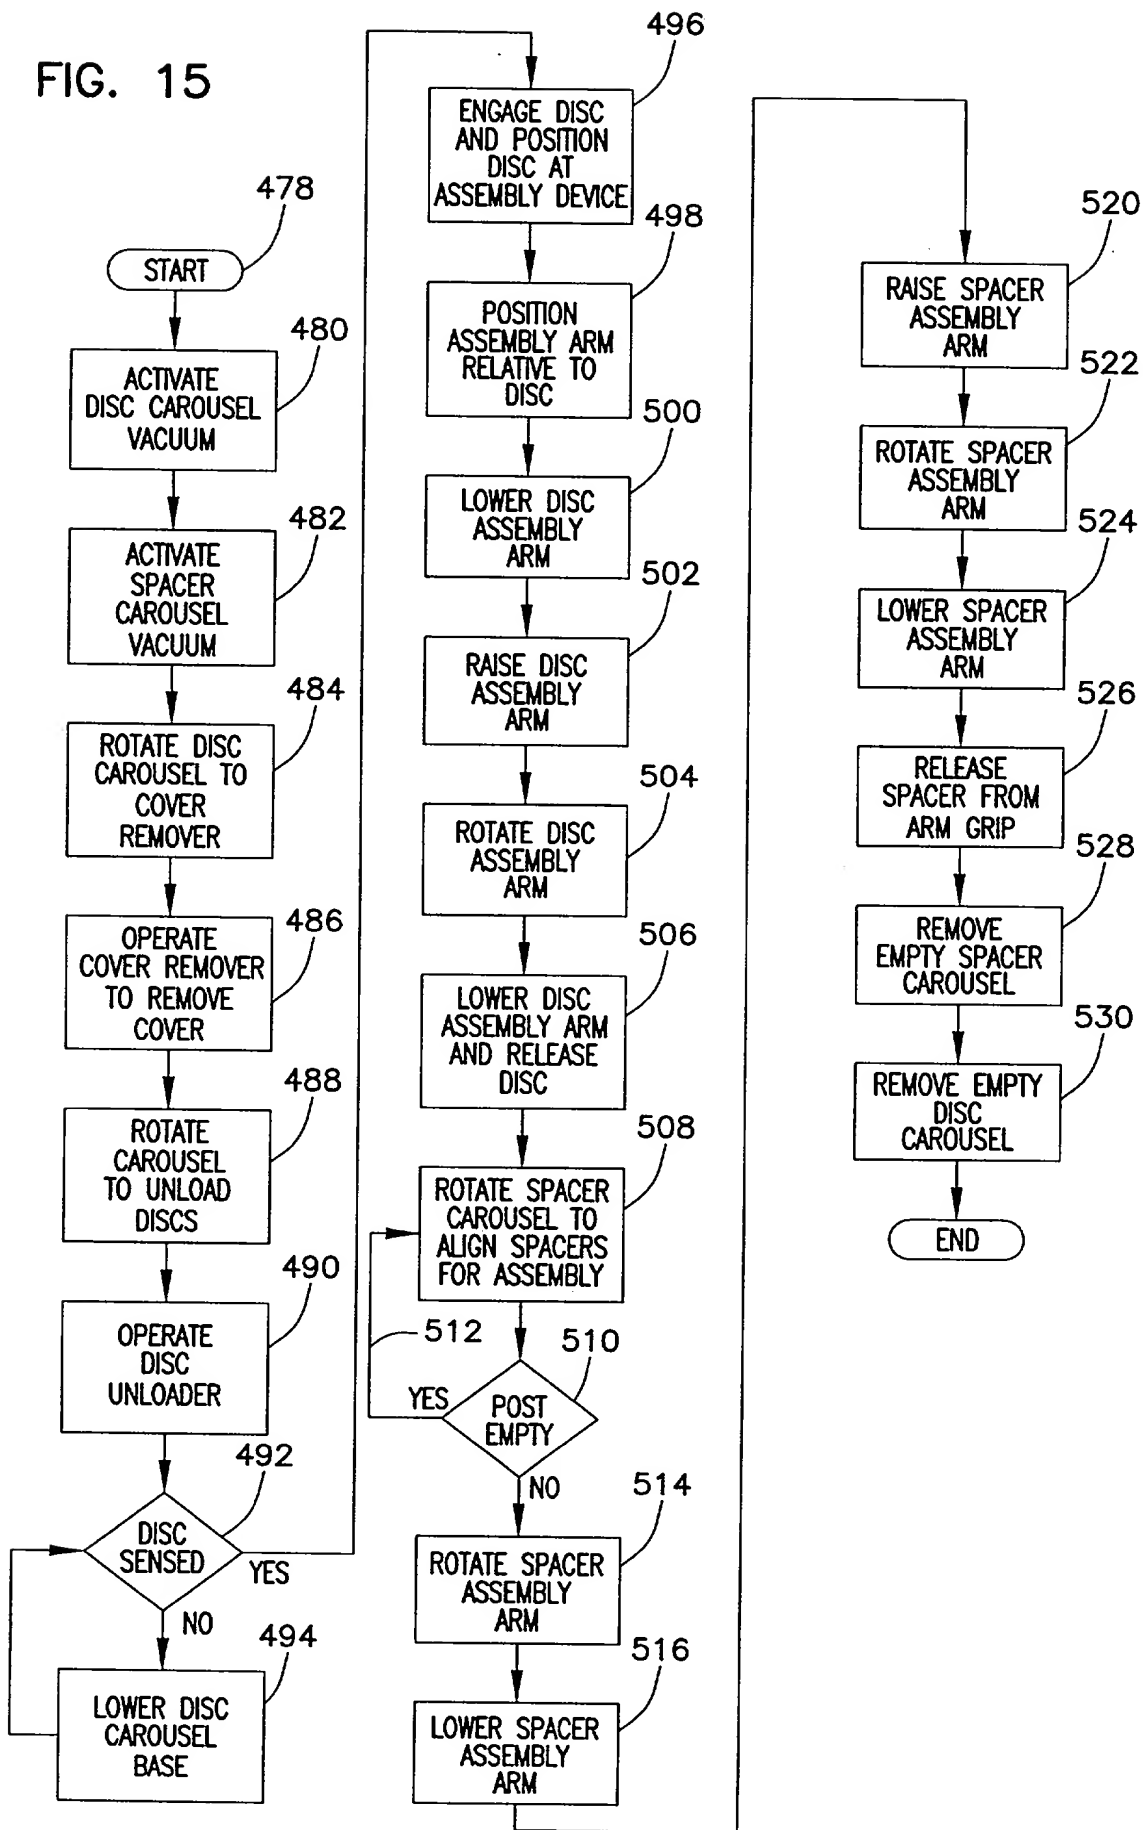 FIG. 15
478
START
480
ACTIVATE
DISC CAROUSEL
VACUUM
482
ACTIVATE
SPACER
CAROUSEL
VACUUM
484
ROTATE DISC
CAROUSEL TO
COVER
REMOVER
486
OPERATE
COVER REMOVER
TO REMOVE
COVER
488
ROTATE
CAROUSEL
TO UNLOAD
DISCS
490
OPERATE
DISC
UNLOADER
492
DISC
SENSED
YES
NO
494
LOWER DISC
CAROUSEL
BASE
496
ENGAGE DISC
AND POSITION
DISC AT
ASSEMBLY DEVICE
498
POSITION
ASSEMBLY ARM
RELATIVE TO
DISC
500
LOWER DISC
ASSEMBLY
ARM
502
RAISE DISC
ASSEMBLY
ARM
504
ROTATE DISC
ASSEMBLY
ARM
506
LOWER DISC
ASSEMBLY ARM
AND RELEASE
DISC
508
ROTATE SPACER
CAROUSEL TO
ALIGN SPACERS
FOR ASSEMBLY
512
510
YES
POST
EMPTY
NO
514
ROTATE SPACER
ASSEMBLY
ARM
516
LOWER SPACER
ASSEMBLY
ARM
520
RAISE SPACER
ASSEMBLY
ARM
522
ROTATE SPACER
ASSEMBLY
ARM
524
LOWER SPACER
ASSEMBLY
ARM
526
RELEASE
SPACER FROM
ARM GRIP
528
REMOVE
EMPTY SPACER
CAROUSEL
530
REMOVE EMPTY
DISC
CAROUSEL
END